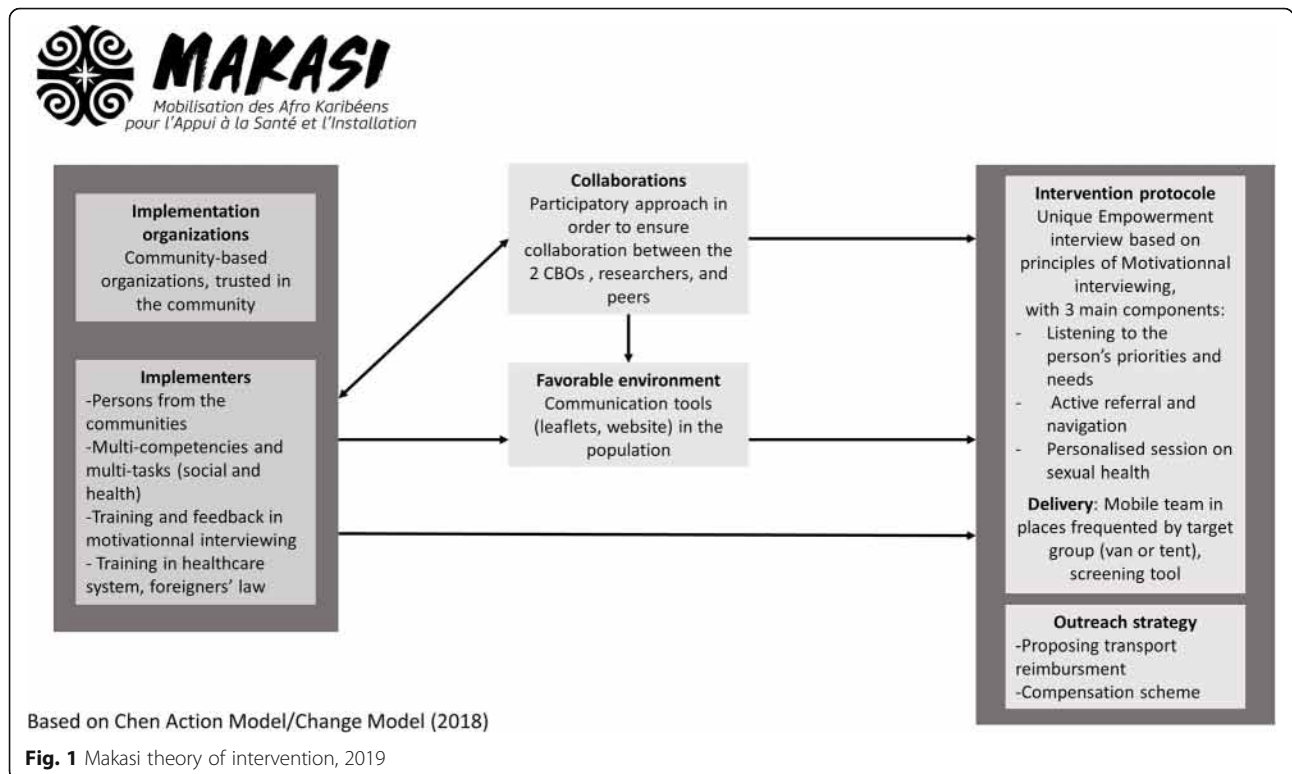 MAKASI
Mobilisation des Afro Karibéens
pour l'Appui à la Santé et l'Installation
Implementation
organizations
Community-based
organizations, trusted in
the community
Implementers
-Persons from the
communities
-Multi-competencies and
multi-tasks (social and
health)
-Training and feedback in
motivationnal interviewing
- Training in healthcare
system, foreigners' law
Collaborations
Participatory approach in
order to ensure
collaboration between the
2 CBOs , researchers, and
peers
Favorable environment
Communication tools
(leaflets, website) in the
population
Intervention protocole
Unique Empowerment
interview based on
principles of Motivationnal
interviewing,
with 3 main components:
- Listening to the
person's priorities and
needs
- Active referral and
navigation
- Personalised session on
sexual health
Delivery: Mobile team in
places frequented by target
group (van or tent),
screening tool
Outreach strategy
-Proposing transport
reimbursment
-Compensation scheme
Based on Chen Action Model/Change Model (2018)
Fig. 1 Makasi theory of intervention, 2019